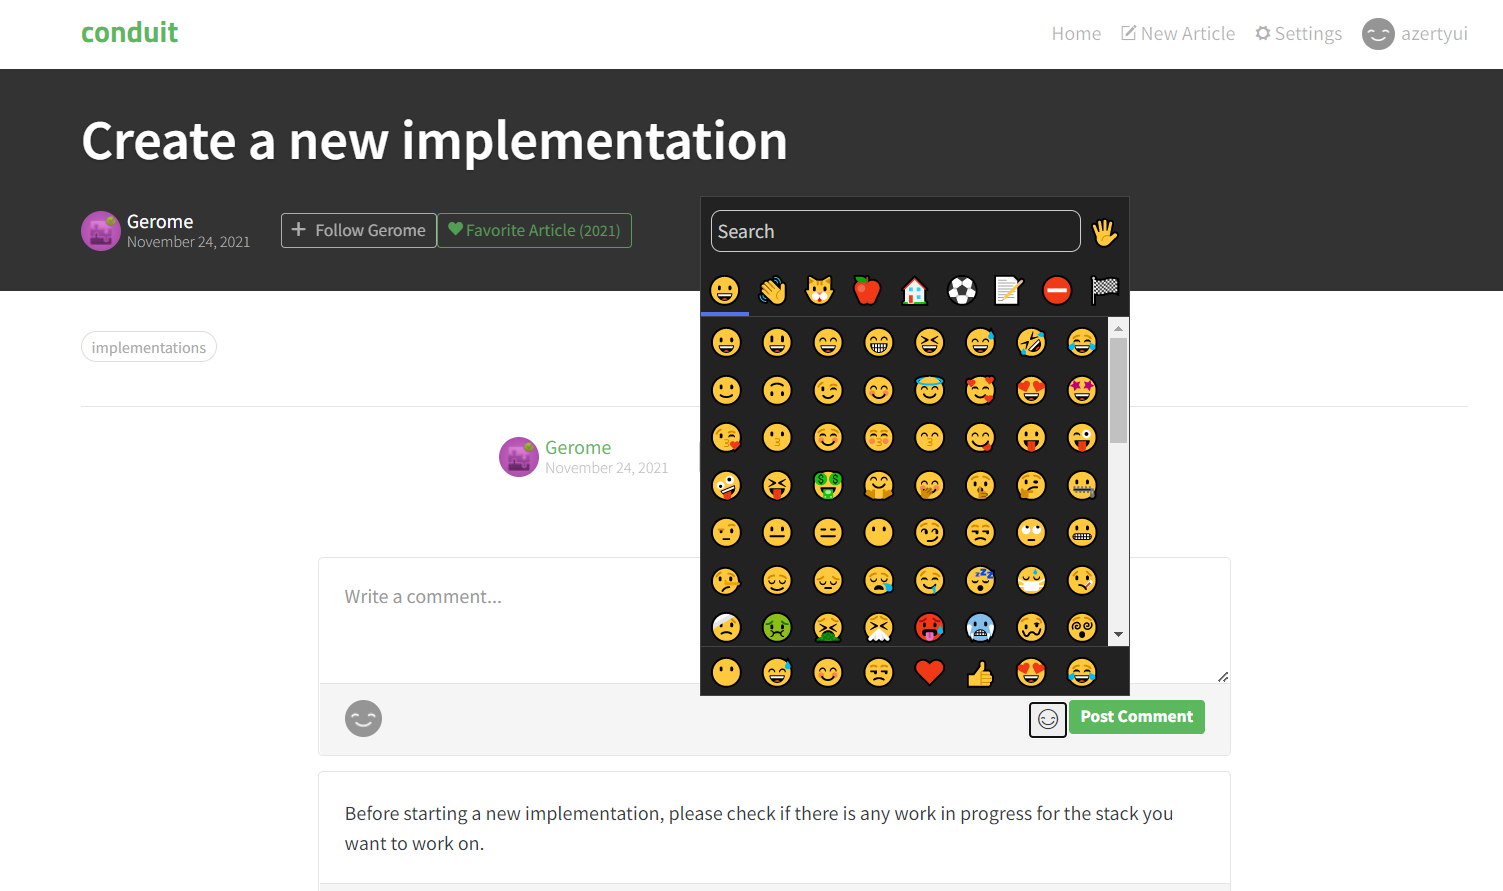 conduit
Home New Article Settings azertyui
Create a new implementation
Gerome
November 24, 2021
Follow Gerome
Favorite Article (2021)
Search
implementations
Gerome
November 24, 2021
Write a comment...
Post Comment
Before starting a new implementation, please check if there is any work in progress for the stack you
want to work on.